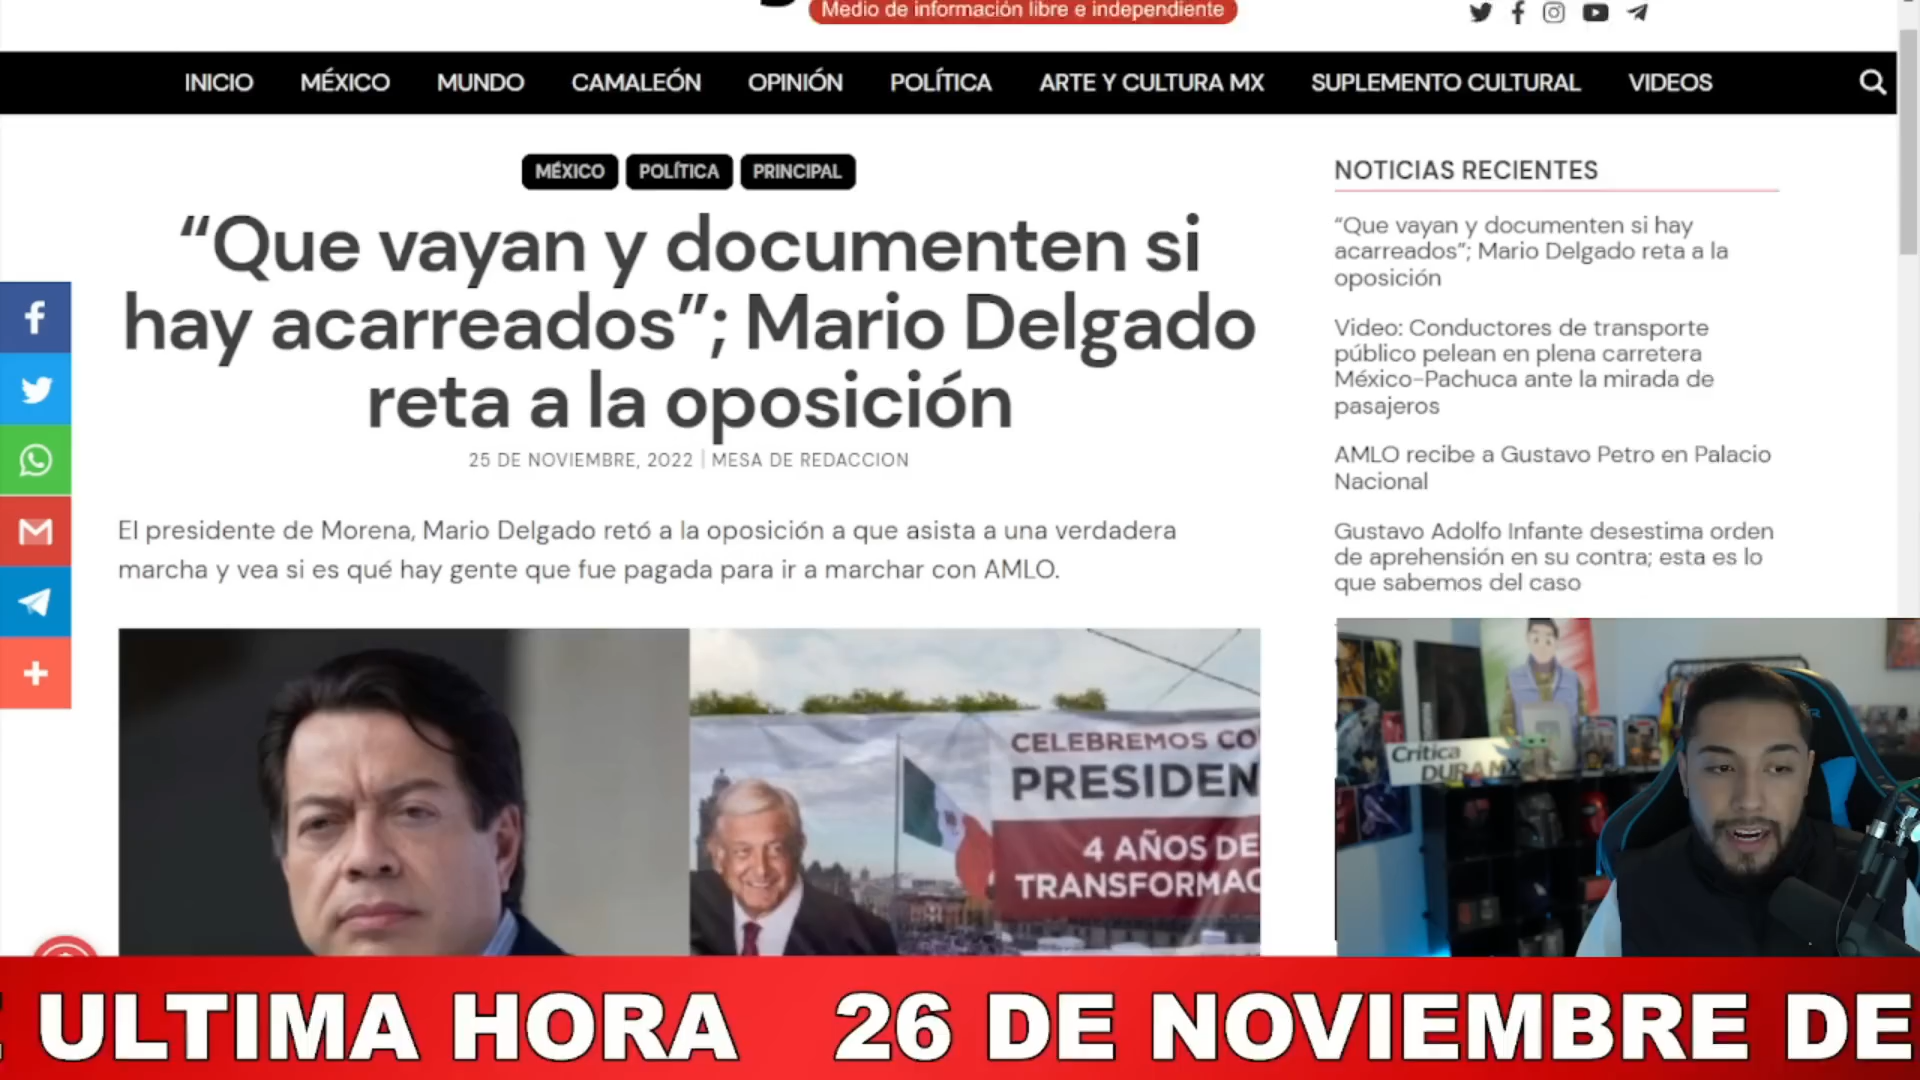 Medio de información libre e independiente
INICIO MÉXICO MUNDO CAMALEÓN OPINIÓN POLÍTICA ARTE Y CULTURA MX SUPLEMENTO CULTURAL VIDEOS
MÉXICO POLÍTICA PRINCIPAL
“Que vayan y documenten si
hay acarreados”; Mario Delgado
reta a la oposición
25 DE NOVIEMBRE, 2022 | MESA DE REDACCION
El presidente de Morena, Mario Delgado retó a la oposición a que asista a una verdadera
marcha y vea si es qué hay gente que fue pagada para ir a marchar con AMLO.
CELEBREMOS CO
PRESIDEN
4 AÑOS DE
TRANSFORMAC
NOTICIAS RECIENTES
“Que vayan y documenten si hay
acarreados”; Mario Delgado reta a la
oposición
Video: Conductores de transporte
público pelean en plena carretera
México-Pachuca ante la mirada de
pasajeros
AMLO recibe a Gustavo Petro en Palacio
Nacional
Gustavo Adolfo Infante desestima orden
de aprehensión en su contra; esta es lo
que sabemos del caso
Crítica
DURA MX
ULTIMA HORA 26 DE NOVIEMBRE DE